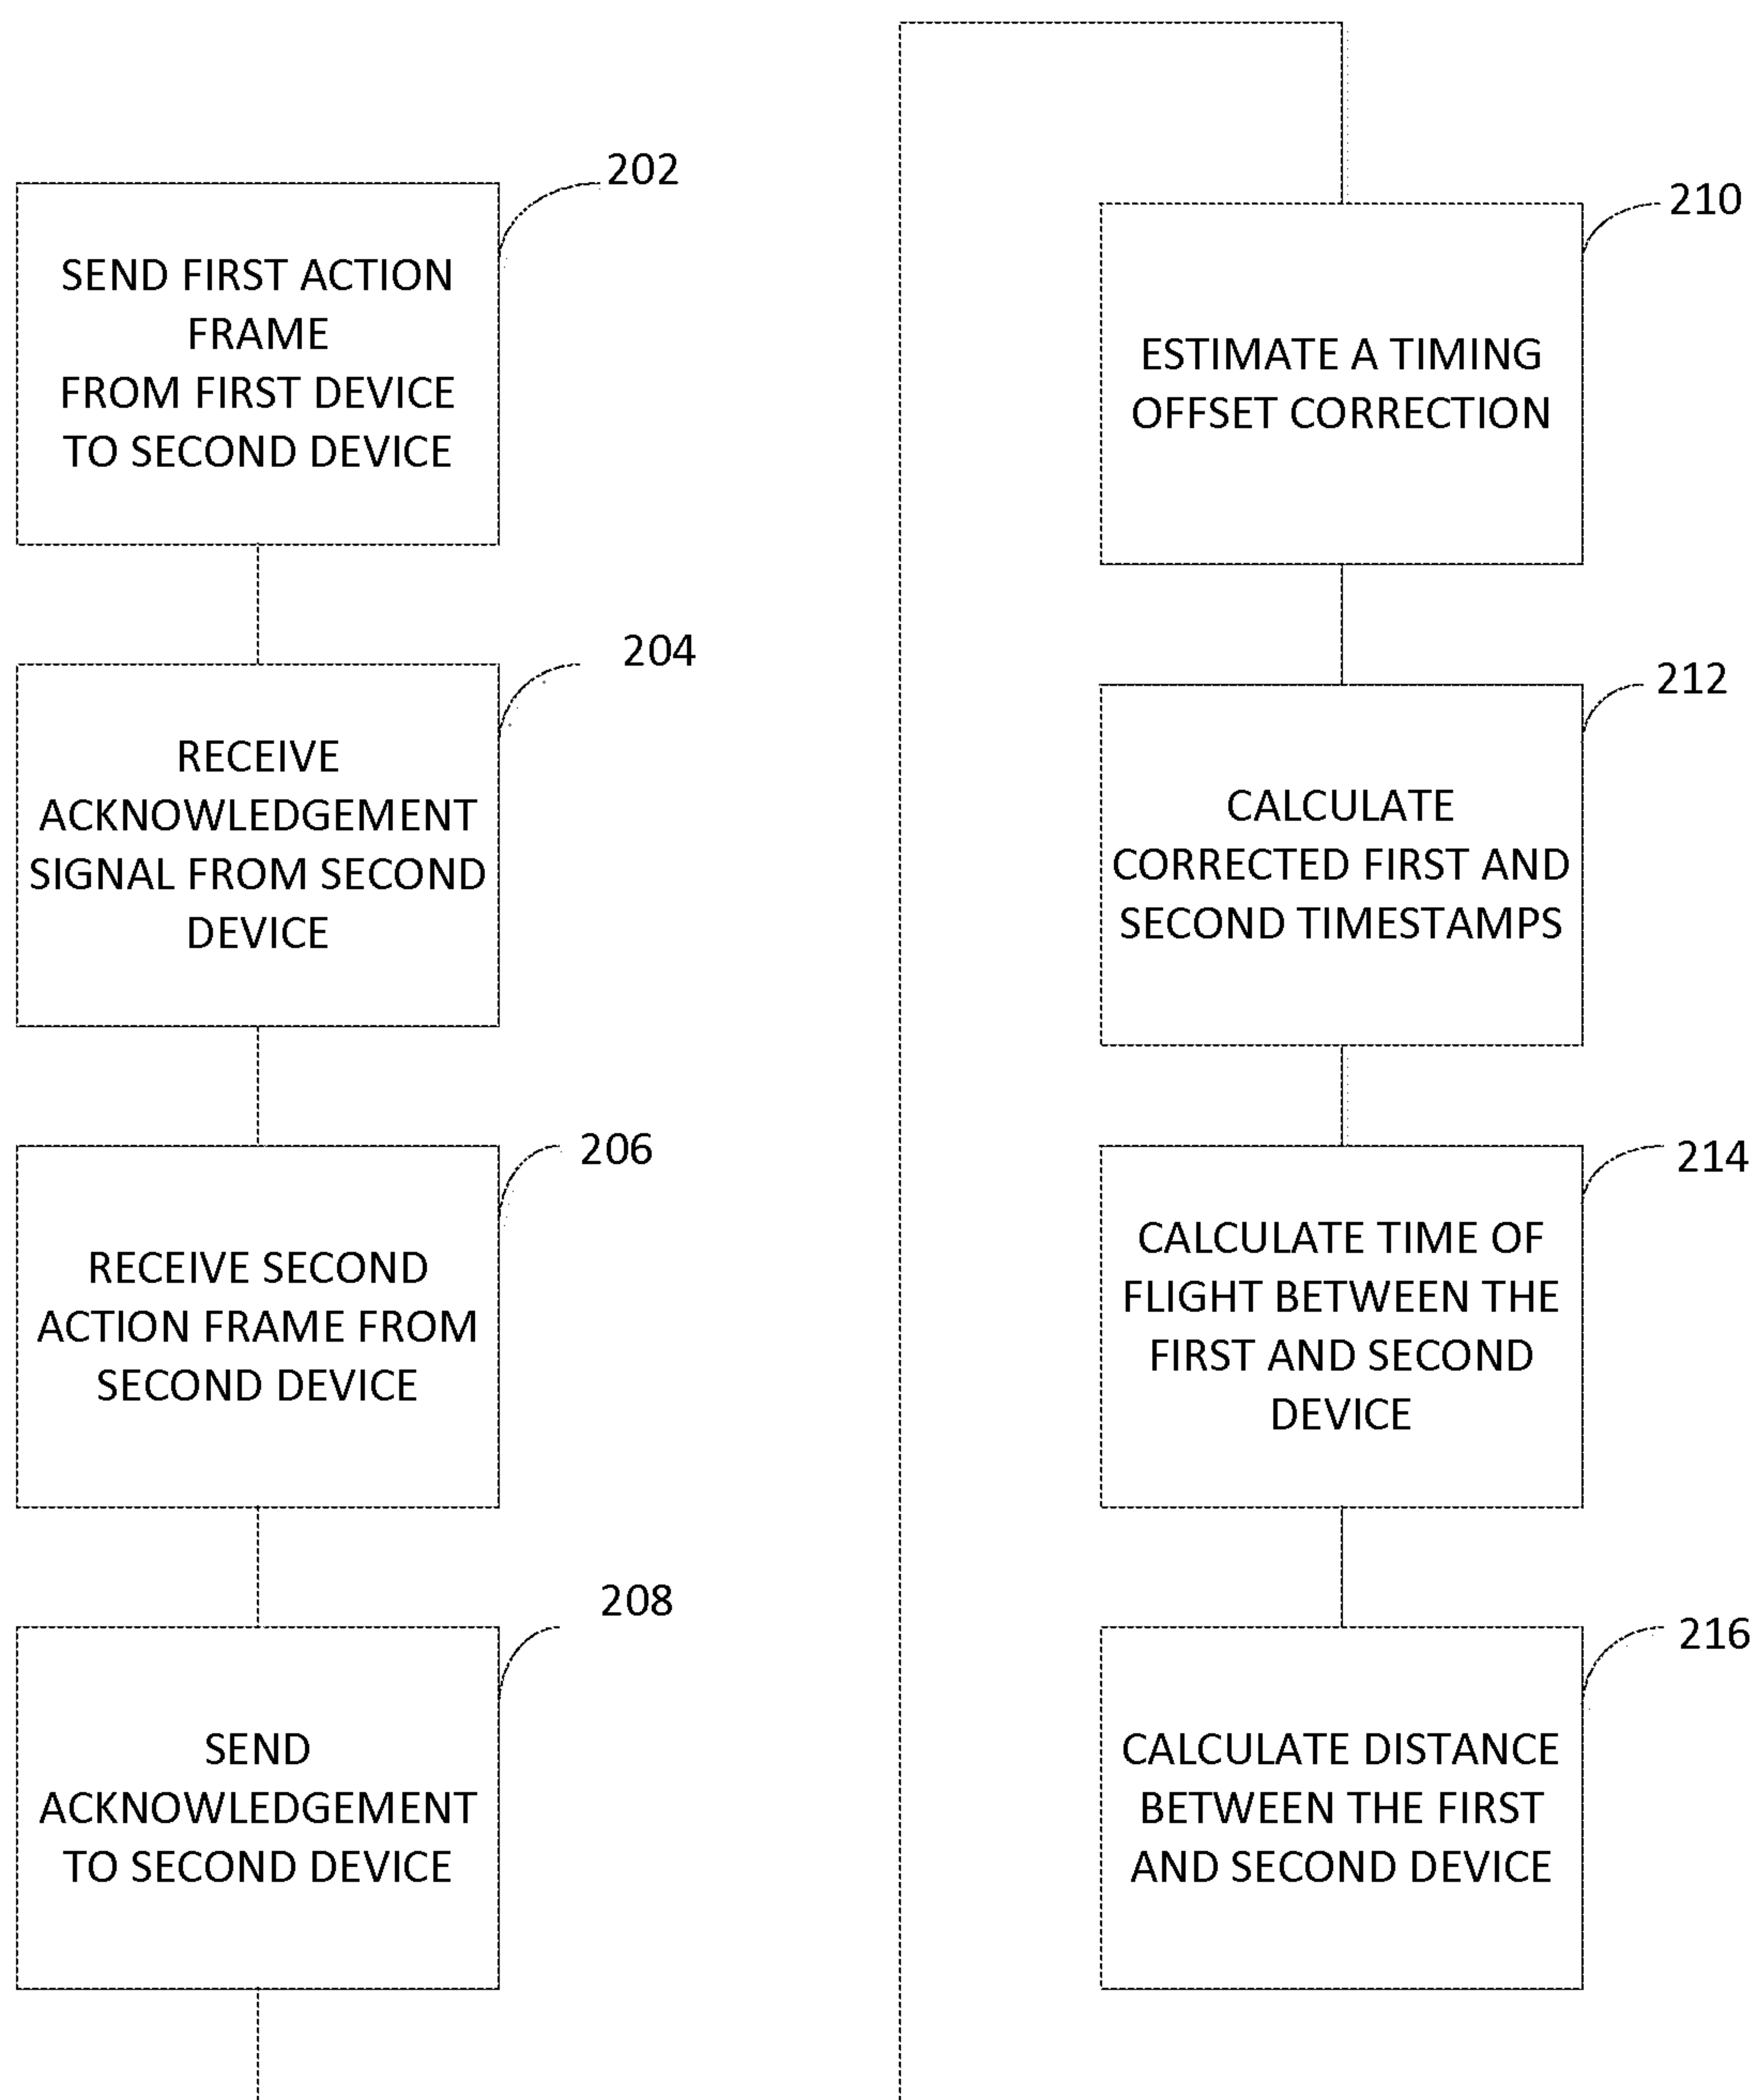 202
SEND FIRST ACTION
FRAME
FROM FIRST DEVICE
TO SECOND DEVICE
204
RECEIVE
ACKNOWLEDGEMENT
SIGNAL FROM SECOND
DEVICE
206
RECEIVE SECOND
ACTION FRAME FROM
SECOND DEVICE
208
SEND
ACKNOWLEDGEMENT
TO SECOND DEVICE
210
ESTIMATE A TIMING
OFFSET CORRECTION
212
CALCULATE
CORRECTED FIRST AND
SECOND TIMESTAMPS
214
CALCULATE TIME OF
FLIGHT BETWEEN THE
FIRST AND SECOND
DEVICE
216
CALCULATE DISTANCE
BETWEEN THE FIRST
AND SECOND DEVICE